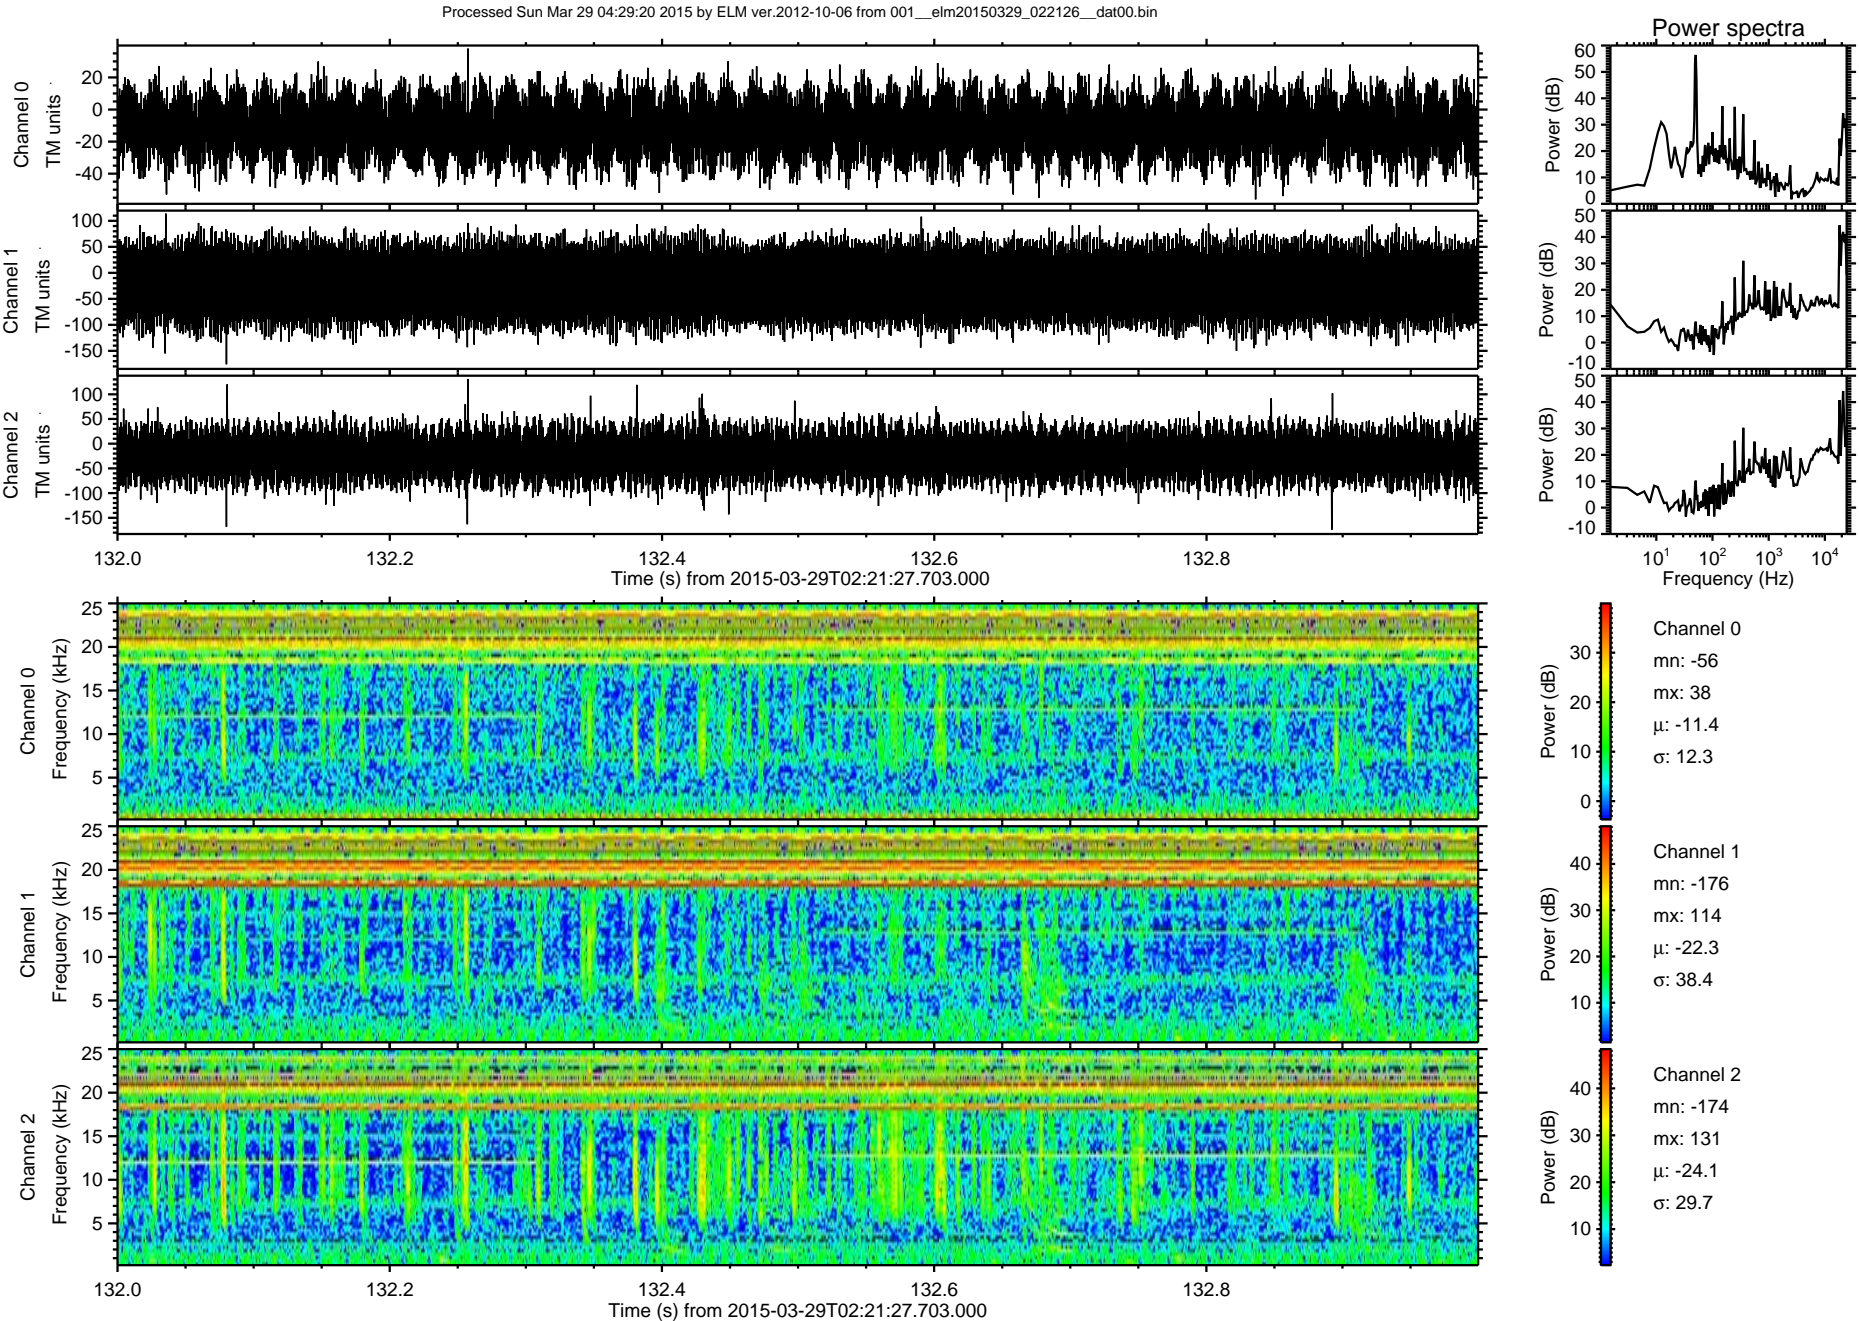 Processed Sun Mar 29 04:29:20 2015 by ELM ver.2012-10-06 from 001__elm20150329_022126__dat00.bin
Power spectra
Channel 0
TM units
20
0
-20
-40
Power (dB)
60
50
40
30
20
10
0
Channel 1
TM units
100
50
0
-50
-100
-150
Power (dB)
50
40
30
20
10
0
-10
Channel 2
TM units
100
50
0
-50
-100
-150
Power (dB)
50
40
30
20
10
0
-10
132.0 132.2 132.4 132.6 132.8
Time (s) from 2015-03-29T02:21:27.703.000
10^1 10^2 10^3 10^4
Frequency (Hz)
Channel 0
Frequency (kHz)
25
20
15
10
5
Power (dB)
30
20
10
0
Channel 0
mn: -56
mx: 38
μ: -11.4
σ: 12.3
Channel 1
Frequency (kHz)
25
20
15
10
5
Power (dB)
40
30
20
10
Channel 1
mn: -176
mx: 114
μ: -22.3
σ: 38.4
Channel 2
Frequency (kHz)
25
20
15
10
5
Power (dB)
40
30
20
10
Channel 2
mn: -174
mx: 131
μ: -24.1
σ: 29.7
132.0 132.2 132.4 132.6 132.8
Time (s) from 2015-03-29T02:21:27.703.000